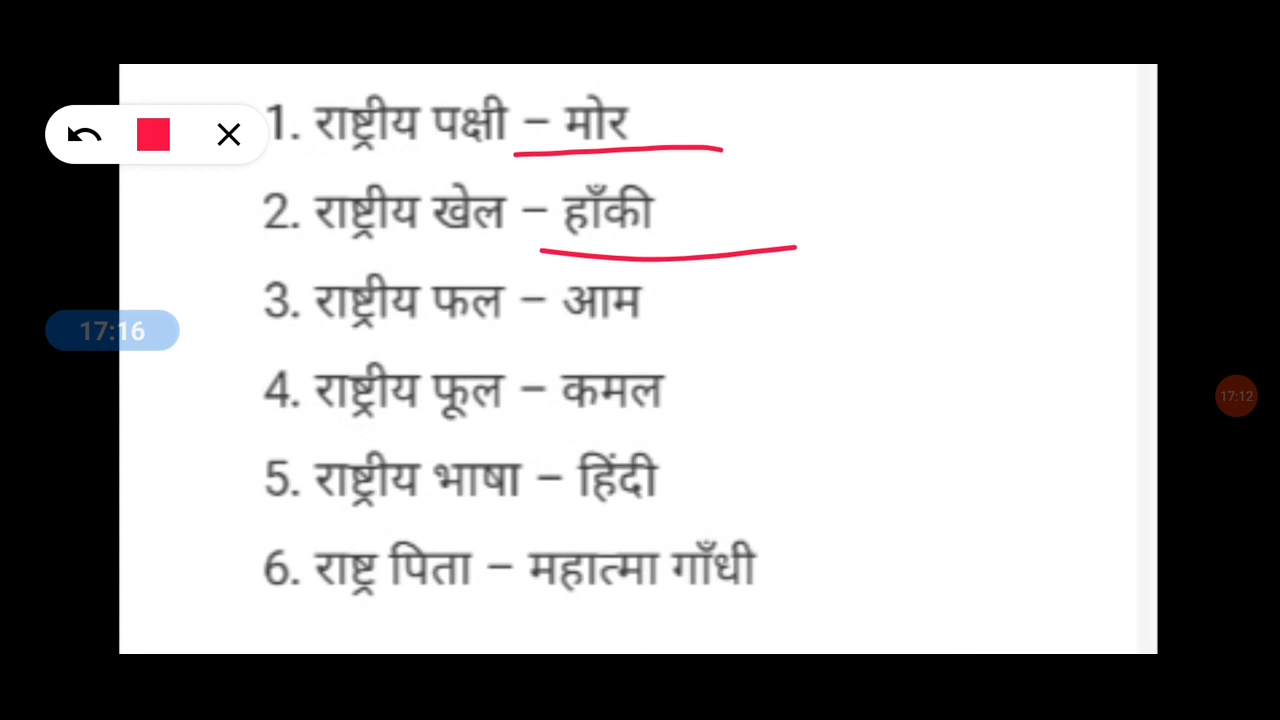 1. राष्ट्रीय पक्षी – मोर
2. राष्ट्रीय खेल – हाँकी
17:16
3. राष्ट्रीय फल – आम
4. राष्ट्रीय फूल – कमल
17:12
5. राष्ट्रीय भाषा – हिंदी
6. राष्ट्र पिता – महात्मा गाँधी